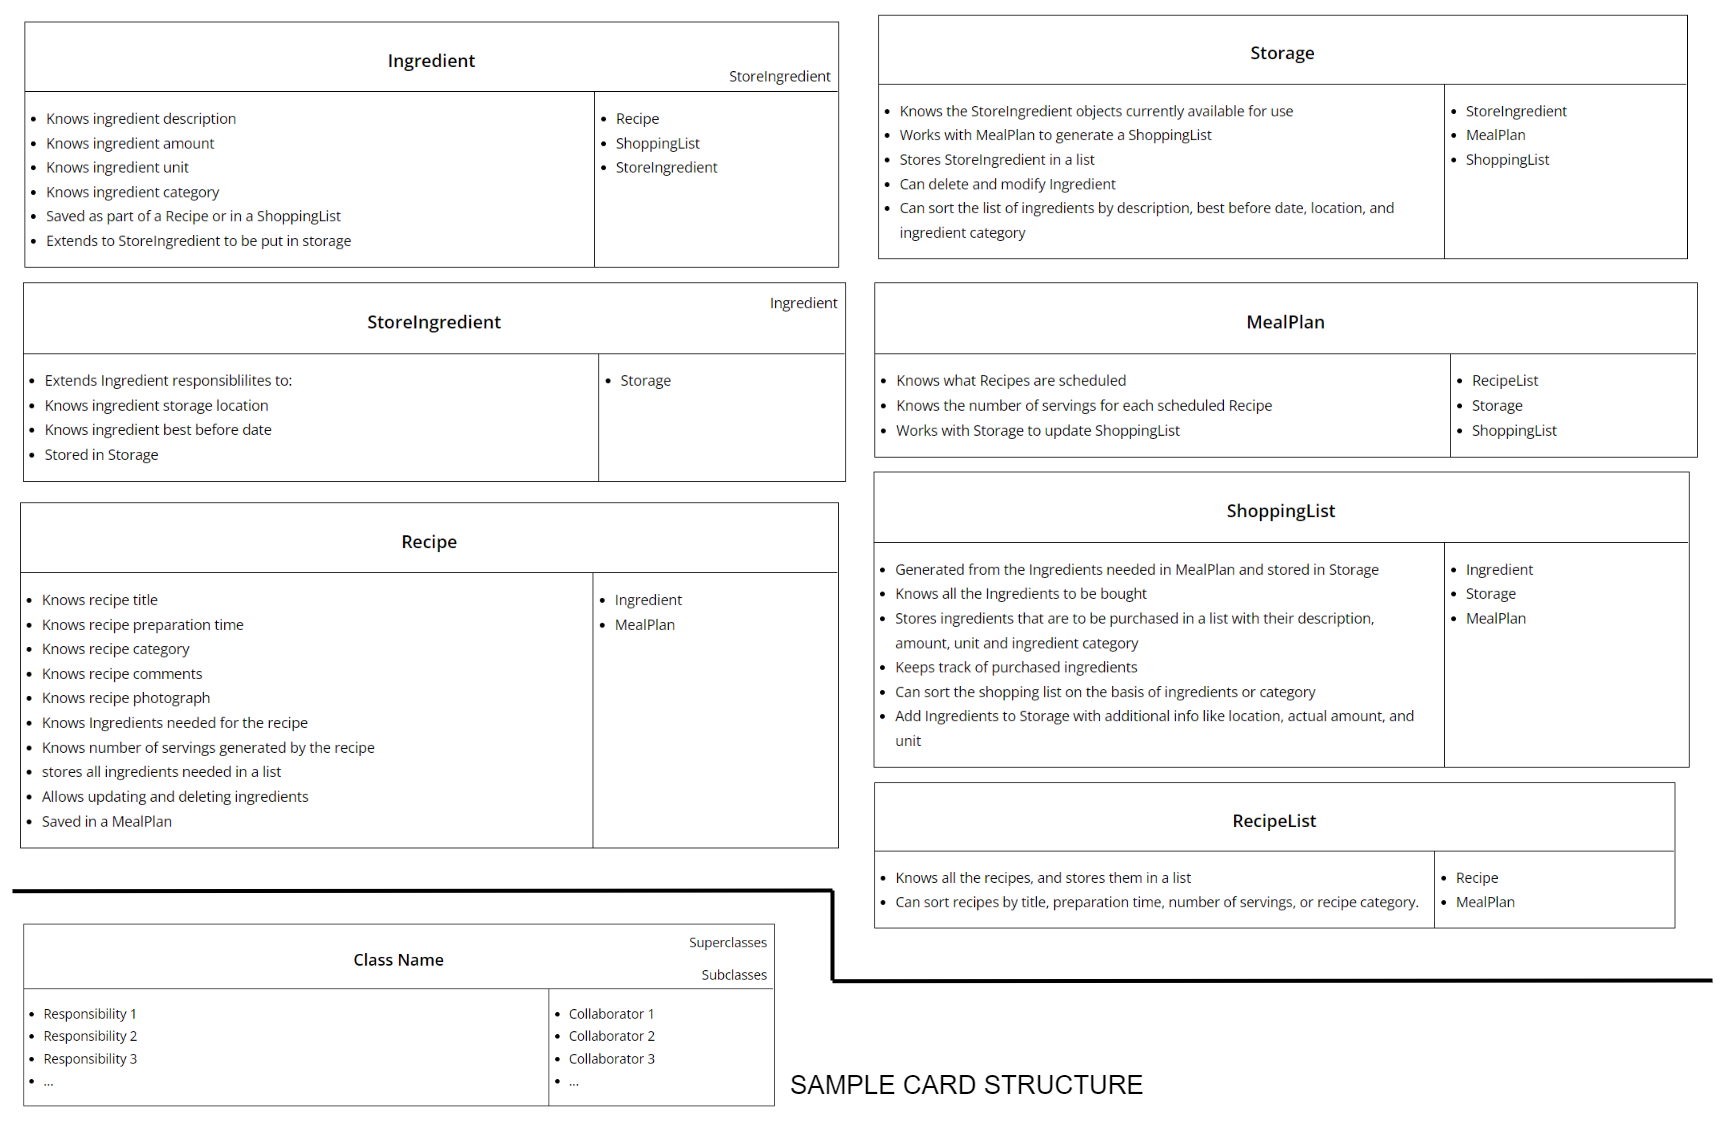 Ingredient
StoreIngredient
Knows ingredient description
Knows ingredient amount
Knows ingredient unit
Knows ingredient category
Saved as part of a Recipe or in a ShoppingList
Extends to StoreIngredient to be put in storage
Recipe
ShoppingList
StoreIngredient
Storage
Knows the StoreIngredient objects currently available for use
Works with MealPlan to generate a ShoppingList
Stores StoreIngredient in a list
Can delete and modify Ingredient
Can sort the list of ingredients by description, best before date, location, and
ingredient category
StoreIngredient
MealPlan
ShoppingList
Ingredient
StoreIngredient
Extends Ingredient responsiblilites to:
Knows ingredient storage location
Knows ingredient best before date
Stored in Storage
Storage
MealPlan
Knows what Recipes are scheduled
Knows the number of servings for each scheduled Recipe
Works with Storage to update ShoppingList
RecipeList
Storage
ShoppingList
Recipe
Knows recipe title
Knows recipe preparation time
Knows recipe category
Knows recipe comments
Knows recipe photograph
Knows Ingredients needed for the recipe
Knows number of servings generated by the recipe
stores all ingredients needed in a list
Allows updating and deleting ingredients
Saved in a MealPlan
Ingredient
MealPlan
ShoppingList
Generated from the Ingredients needed in MealPlan and stored in Storage
Knows all the Ingredients to be bought
Stores ingredients that are to be purchased in a list with their description,
amount, unit and ingredient category
Keeps track of purchased ingredients
Can sort the shopping list on the basis of ingredients or category
Add Ingredients to Storage with additional info like location, actual amount, and
unit
Ingredient
Storage
MealPlan
RecipeList
Knows all the recipes, and stores them in a list
Can sort recipes by title, preparation time, number of servings, or recipe category.
Recipe
MealPlan
Superclasses
Class Name
Subclasses
Responsibility 1
Responsibility 2
Responsibility 3
...
Collaborator 1
Collaborator 2
Collaborator 3
...
SAMPLE CARD STRUCTURE